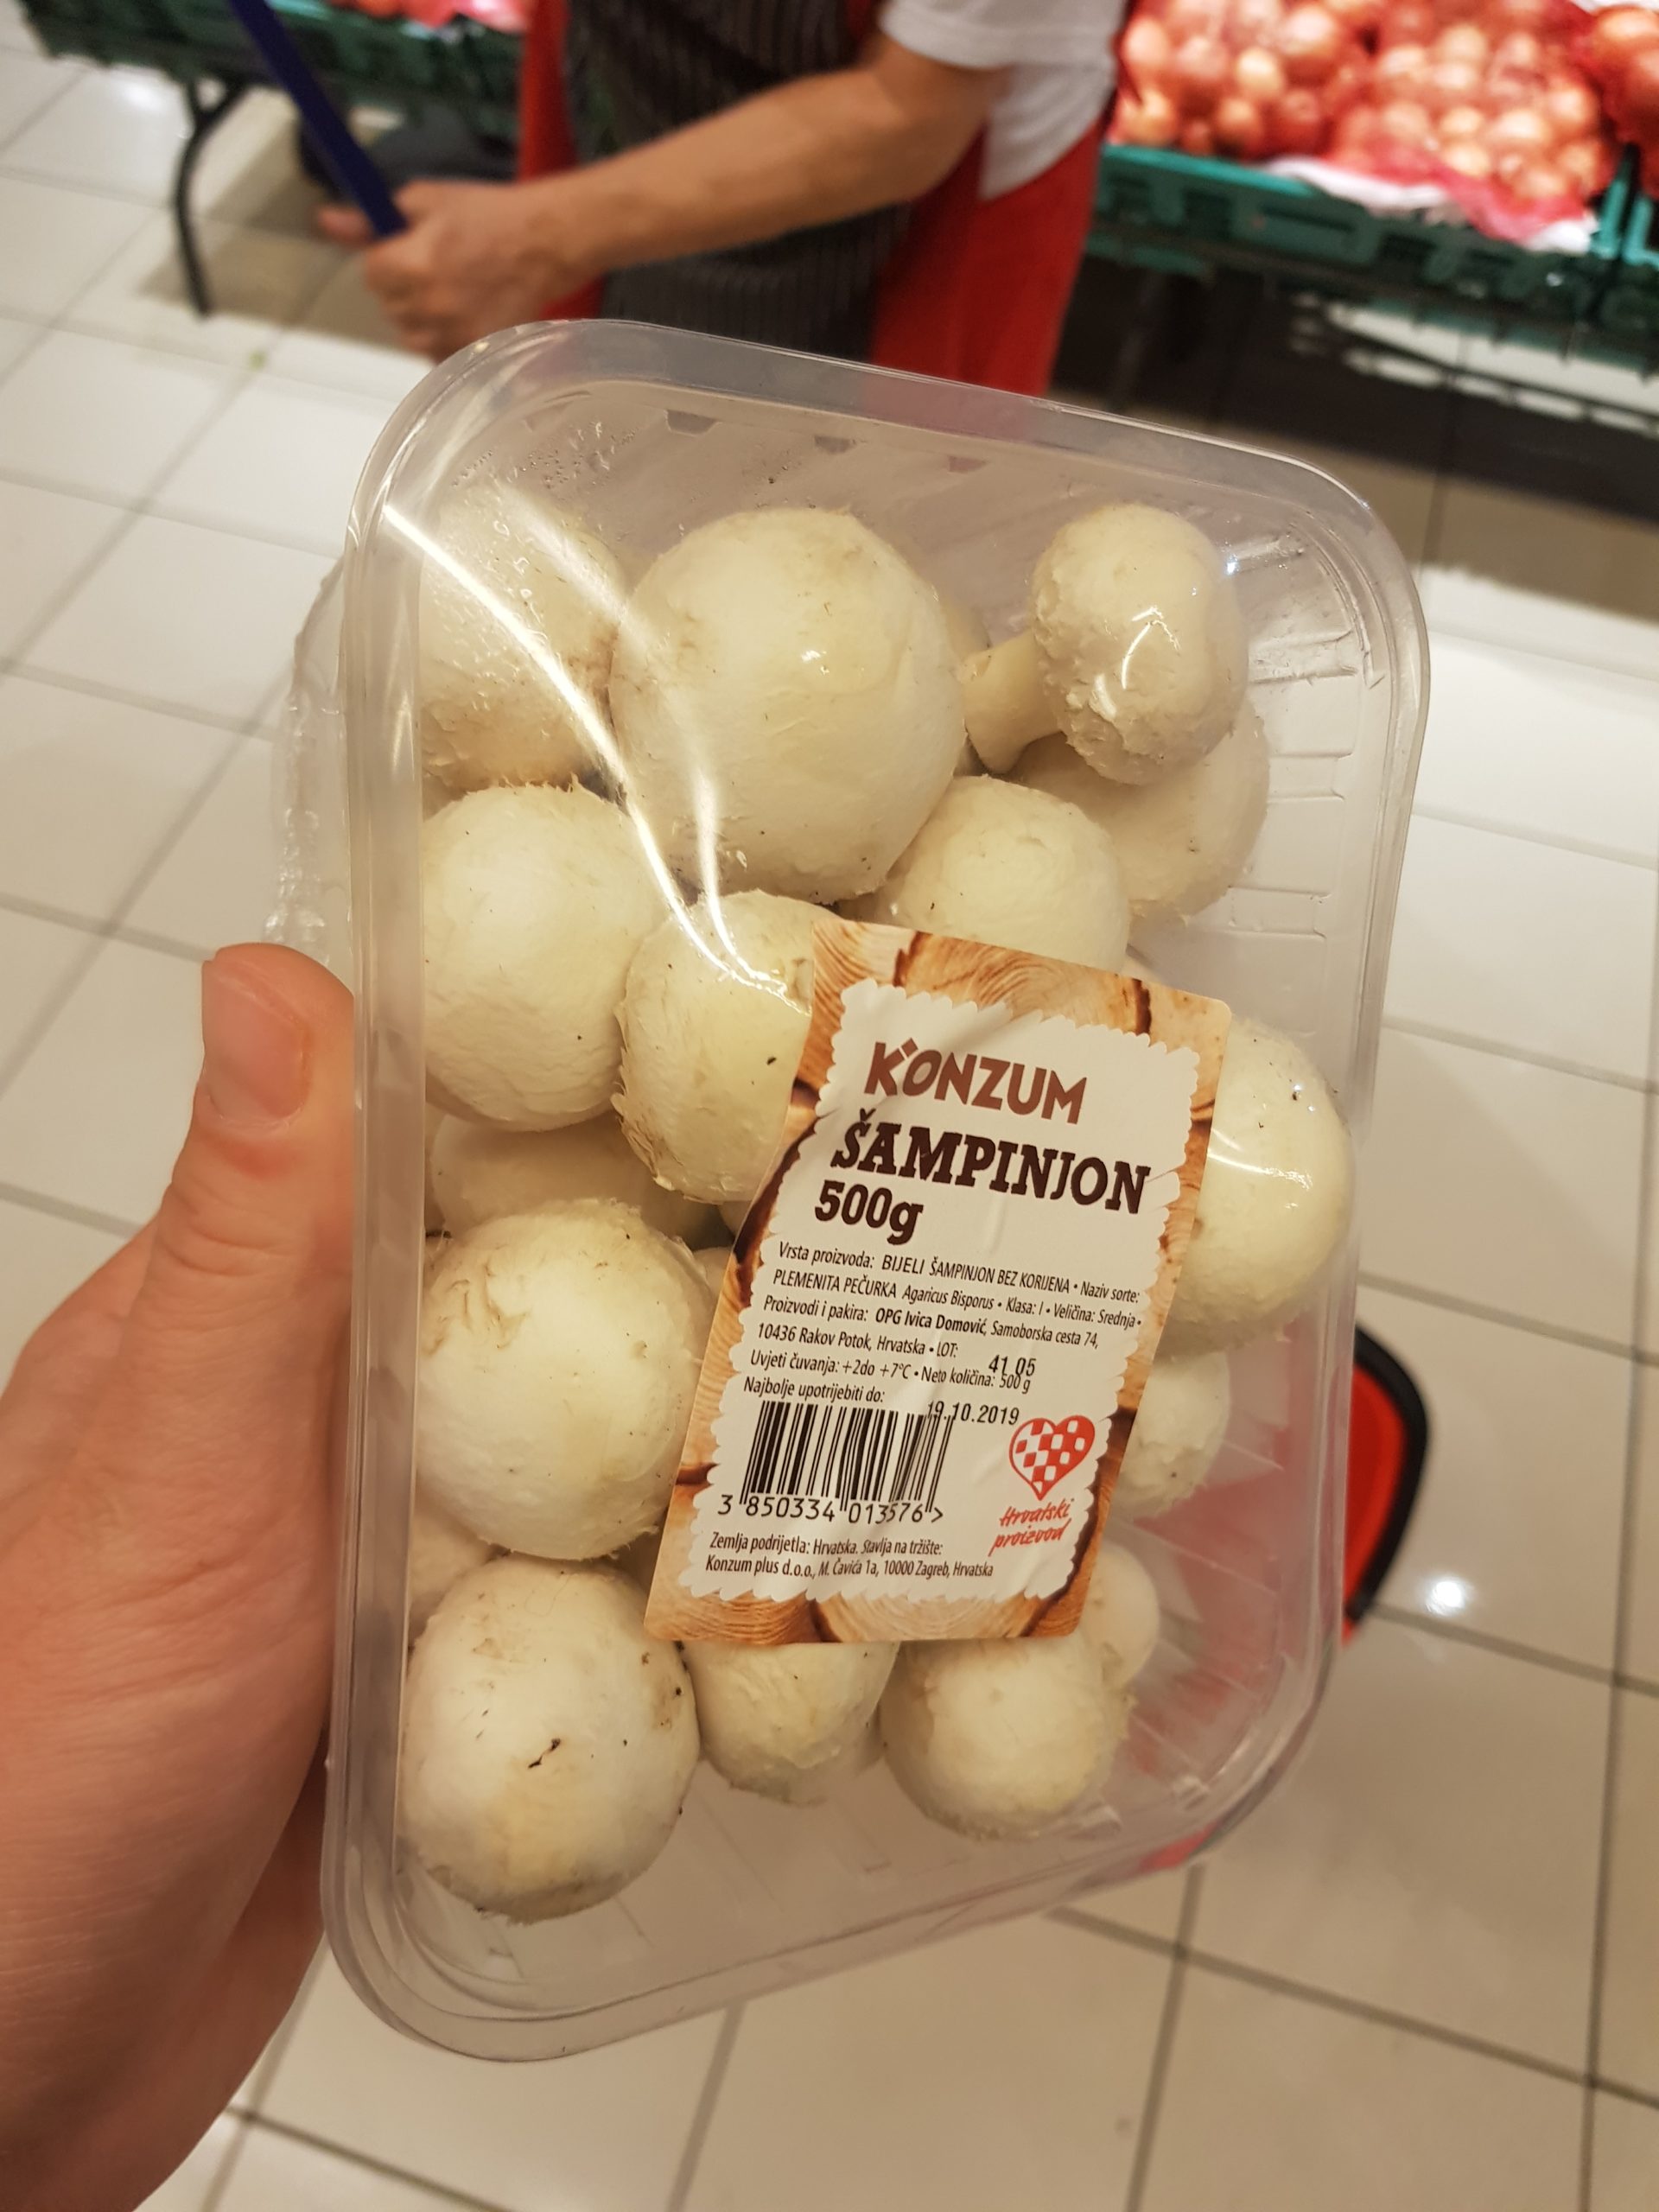 KONZUM
ŠAMPINJON
500g
Vrsta proizvoda: BIJELI ŠAMPINJON BEZ KORIJENA • Naziv sorte:
PLEMENITA PEČURKA Agaricus Bisporus • Klasa: I • Veličina: Srednja •
Proizvodi i pakira: OPG Ivica Domović, Samoborska cesta 74,
10436 Rakov Potok, Hrvatska • LOT: 41.05
Uvjeti čuvanja: +2do +7°C • Neto količina: 500 g
Najbolje upotrijebiti do: 19.10.2019
3 850334 013576 >
Hrvatski
proizvod
Zemlja podrijetla: Hrvatska. Stavlja na tržište:
Konzum plus d.o.o., M. Čavića 1a, 10000 Zagreb, Hrvatska